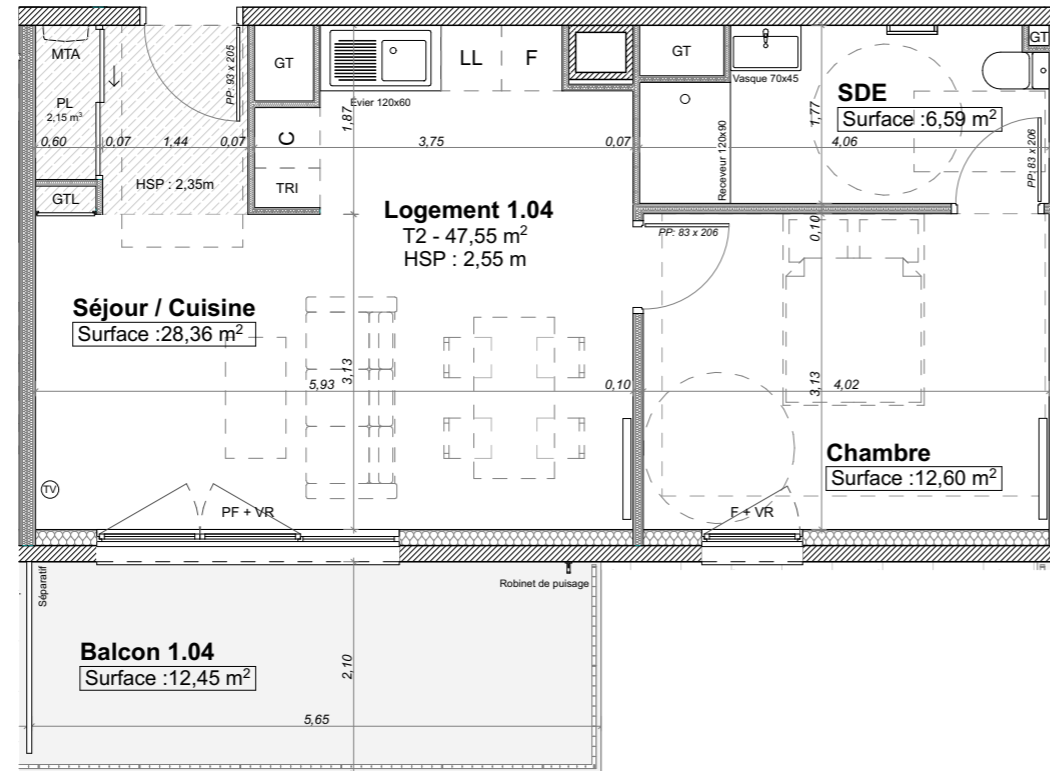 MTA
PL
2,15 m³
0,60
0,07
1,44
0,07
HSP : 2,35m
GTL
PP: 93 x 205
GT
C
TRI
Évier 120x60
LL
F
1,87
3,75
0,07
GT
Vasque 70x45
Receveur 120x90
SDE
Surface :6,59 m²
1,77
4,06
GT
PP: 83 x 206
Logement 1.04
T2 - 47,55 m²
HSP : 2,55 m
PP: 83 x 206
0,10
Séjour / Cuisine
Surface :28,36 m²
5,93
3,13
0,10
3,13
4,02
Chambre
Surface :12,60 m²
TV
PF + VR
F + VR
Séparatif
Robinet de puisage
Balcon 1.04
Surface :12,45 m²
2,10
5,65